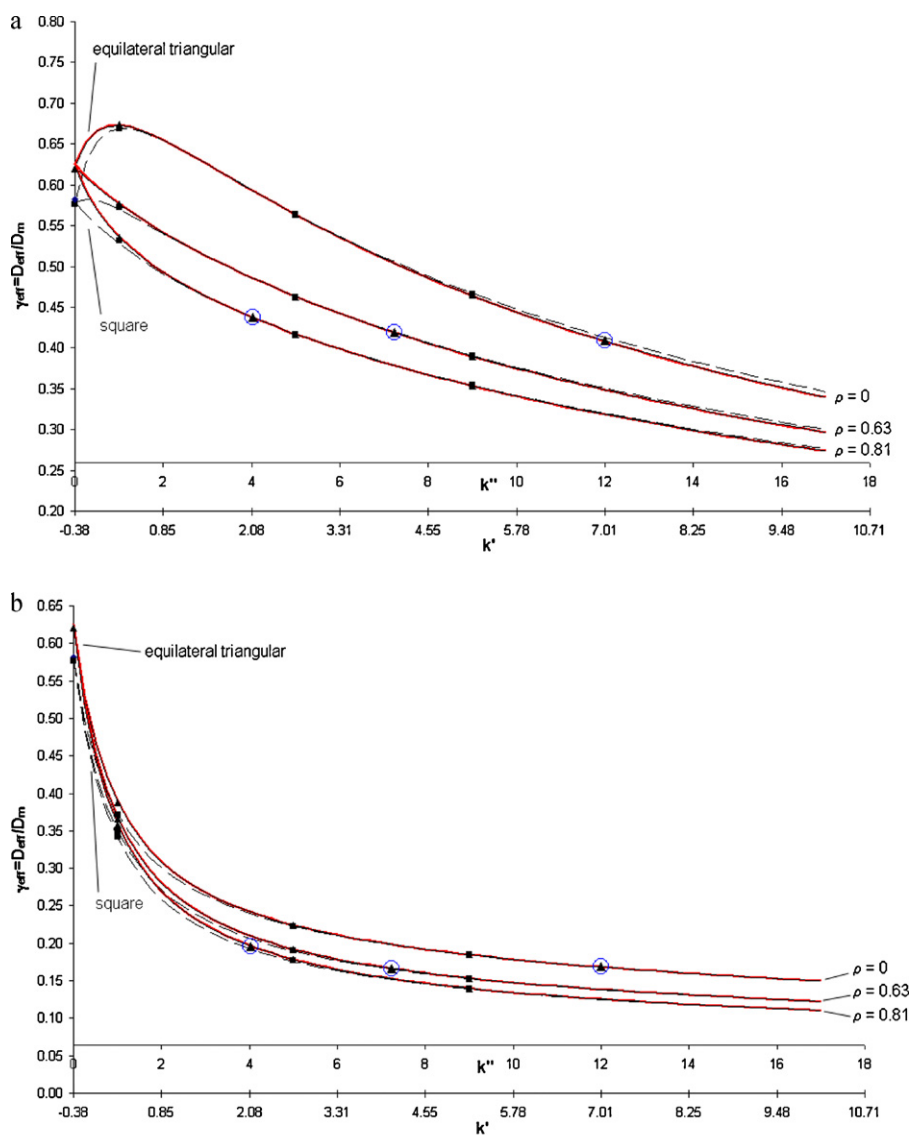 a
0.80
equilateral triangular
0.75
0.70
0.65
0.60
0.55
0.50
0.45
0.40
0.35
0.30
0.25
0.20
γeff=Deff/Dm
square
ρ = 0
ρ = 0.63
ρ = 0.81
0 2 4 6 8 10 12 14 16 18
k''
-0.38 0.85 2.08 3.31 4.55 5.78 7.01 8.25 9.48 10.71
k'
b
0.65
0.60
equilateral triangular
0.55
0.50
0.45
0.40
0.35
0.30
0.25
0.20
0.15
0.10
0.05
0.00
γeff=Deff/Dm
square
ρ = 0
ρ = 0.63
ρ = 0.81
0 2 4 6 8 10 12 14 16 18
k''
-0.38 0.85 2.08 3.31 4.55 5.78 7.01 8.25 9.48 10.71
k'